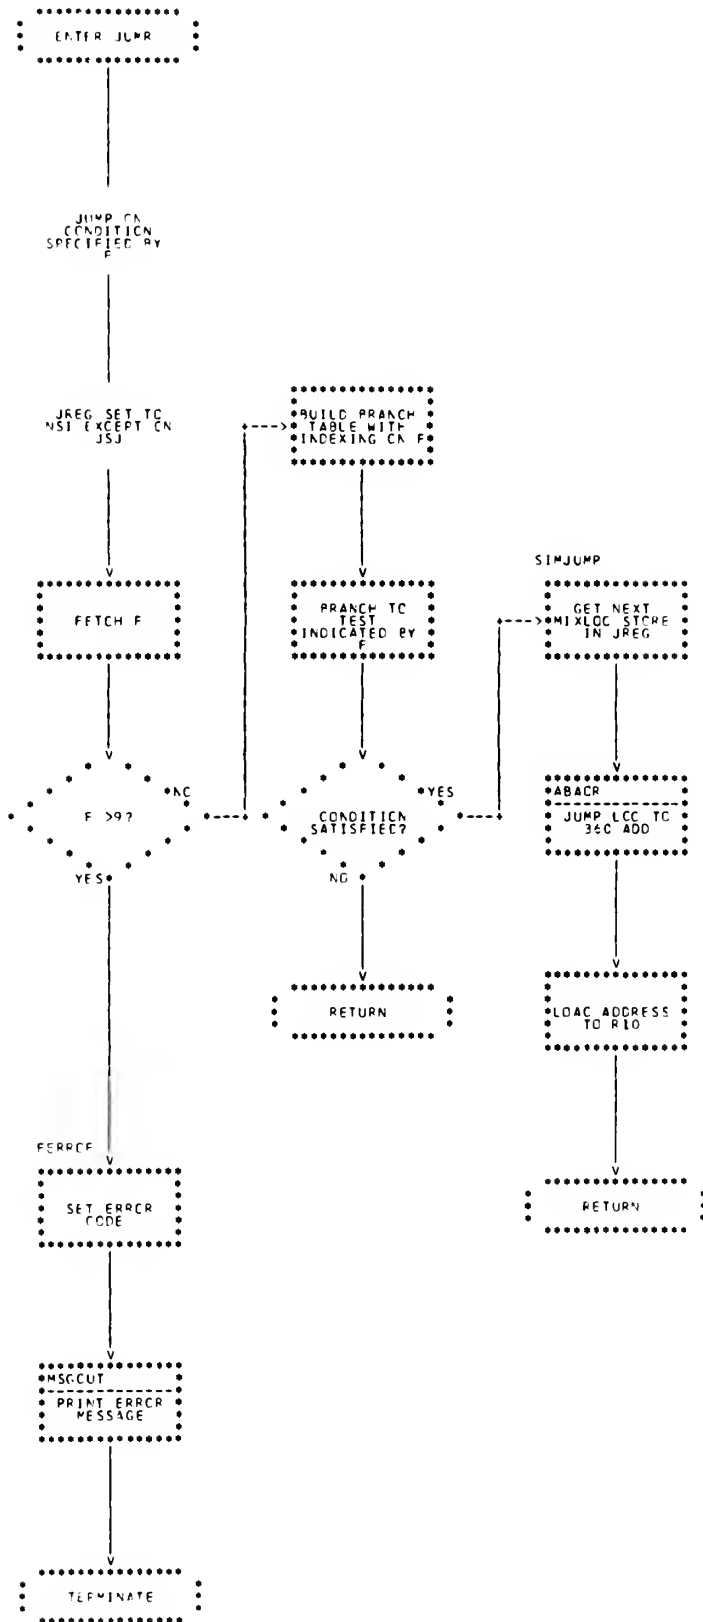 ENTER JUMP
JUMP ON
CONDITION
SPECIFIED BY
F
JREG SET TO
NSI EXCEPT ON
JSJ
FETCH F
F >9?
NO
YES
FERROF
SET ERROR
CODE
MSGOUT
PRINT ERROR
MESSAGE
TERMINATE
BUILD BRANCH
TABLE WITH
INDEXING ON F
BRANCH TO
TEST
INDICATED BY
F
CONDITION
SATISFIED?
YES
NO
RETURN
SIMJUMP
GET NEXT
MIXLOC STORE
IN JREG
ABACR
JUMP LOC TO
360 ADD
LOAD ADDRESS
TO R10
RETURN